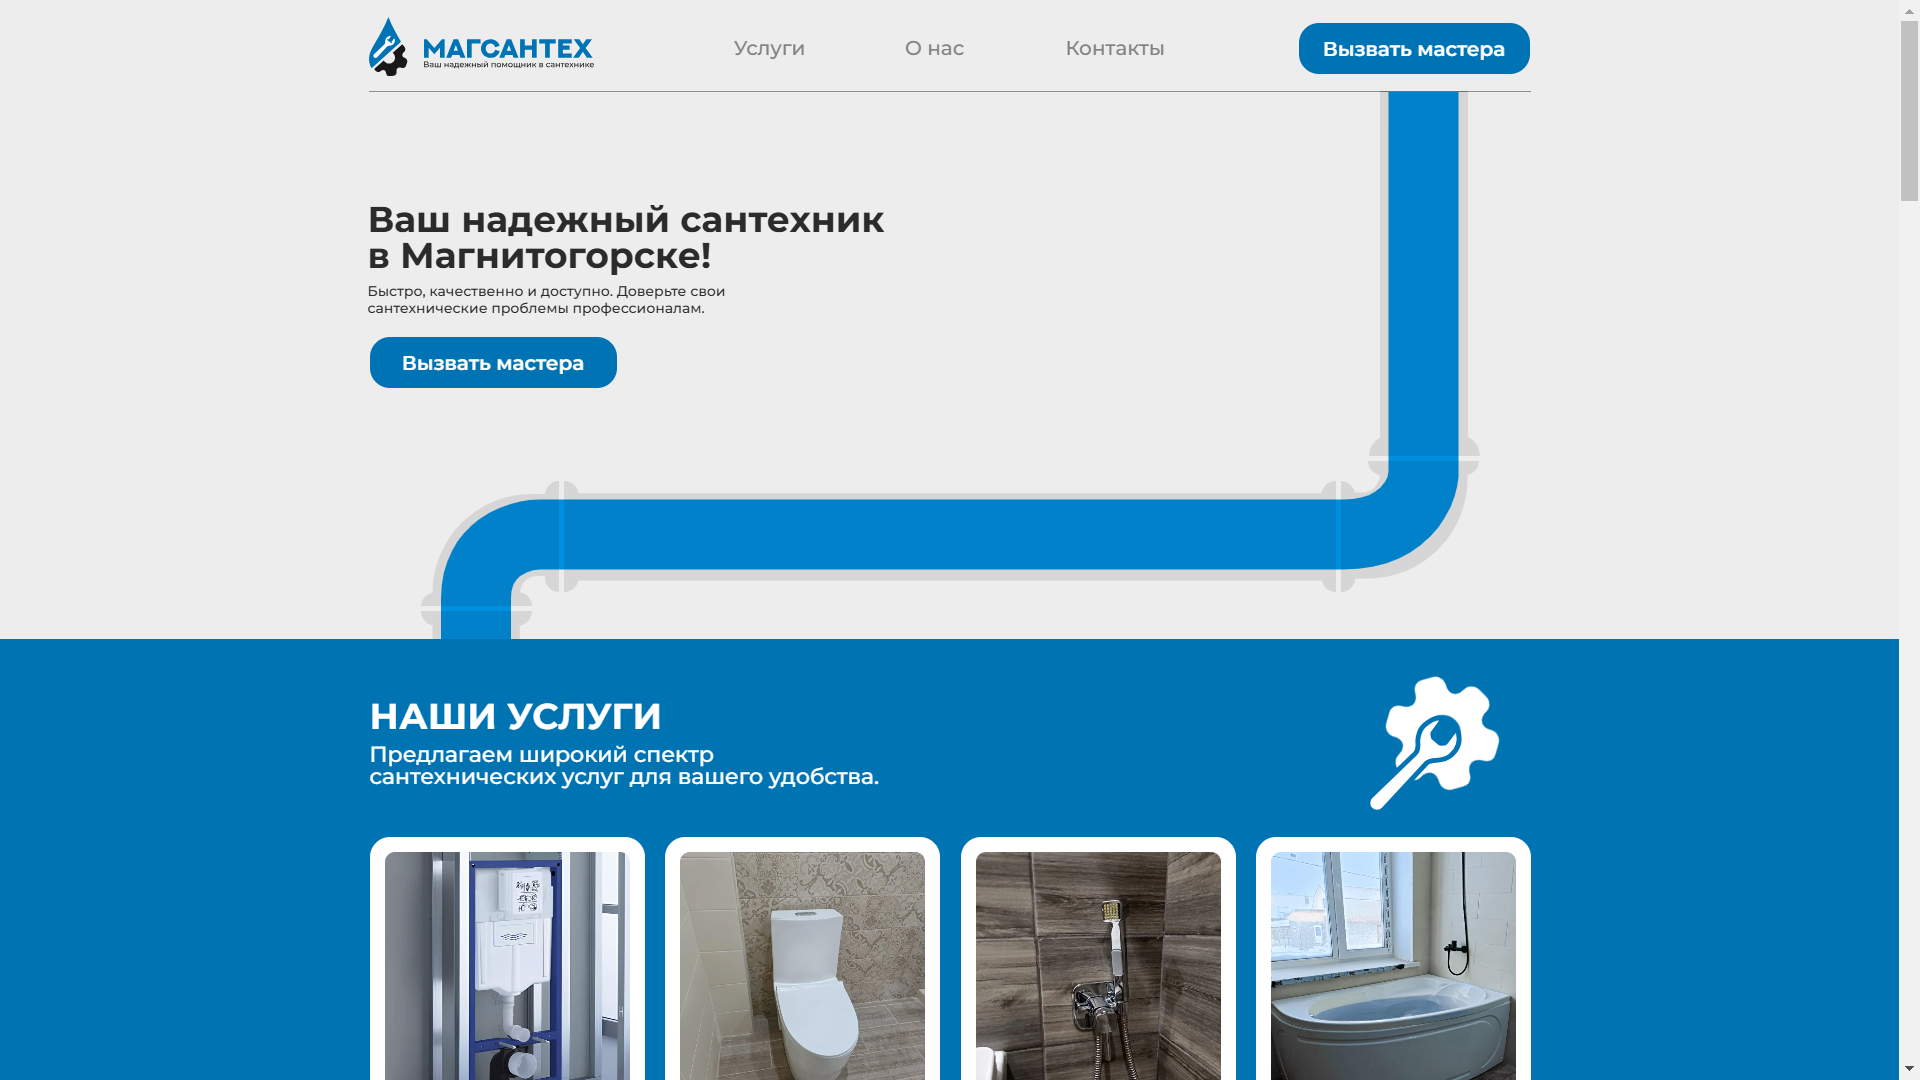 МАГСАНТЕХ
Ваш надежный помощник в сантехнике
Услуги
О нас
Контакты
Вызвать мастера
Ваш надежный сантехник
в Магнитогорске!
Быстро, качественно и доступно. Доверьте свои
сантехнические проблемы профессионалам.
Вызвать мастера
НАШИ УСЛУГИ
Предлагаем широкий спектр
сантехнических услуг для вашего удобства.